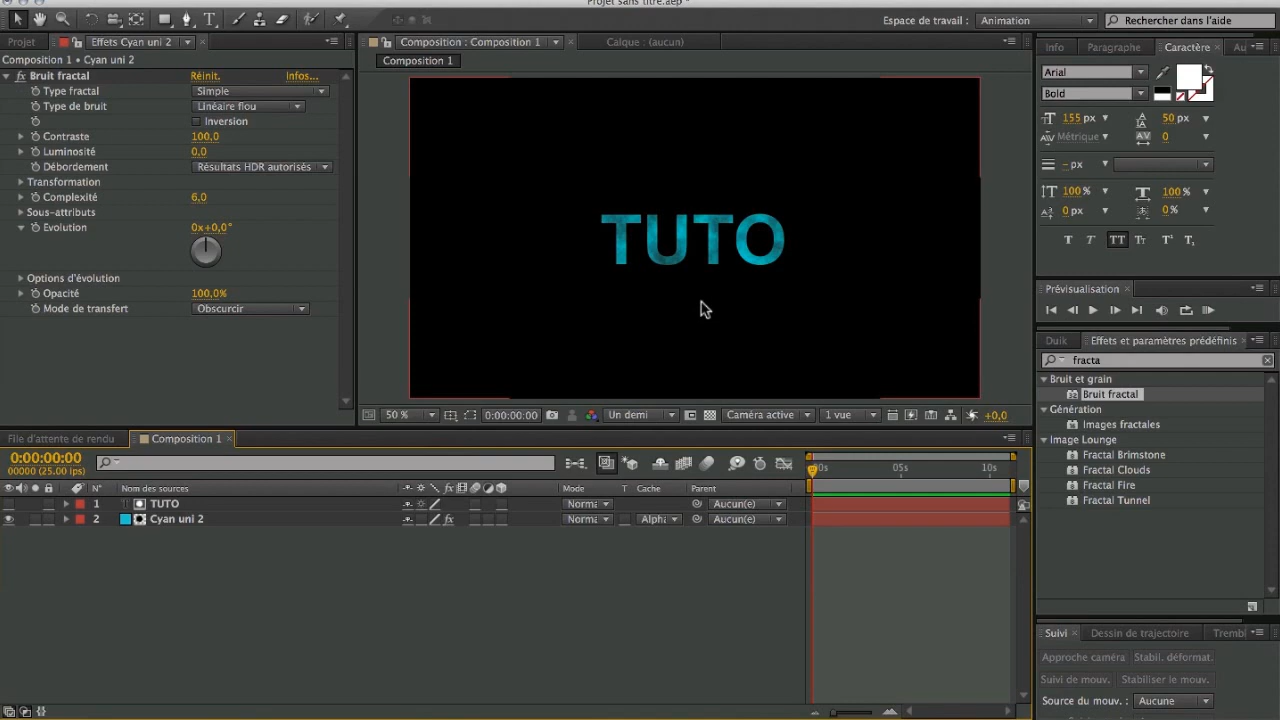 Projet sans titre.aep *
Espace de travail : Animation
Rechercher dans l'aide
Projet
Effets Cyan uni 2
Composition : Composition 1
Calque : (aucun)
Info
Paragraphe
Caractère
Au
Composition 1 • Cyan uni 2
Composition 1
Bruit fractal Réinit. Infos...
Type fractal Simple
Type de bruit Linéaire flou
Inversion
Contraste 100,0
Luminosité 0,0
Débordement Résultats HDR autorisés
Transformation
Complexité 6.0
Sous-attributs
Evolution 0x+0,0°
Options d'évolution
Opacité 100,0%
Mode de transfert Obscurcir
TUTO
50 % 0:00:00:00 Un demi Caméra active 1 vue +0,0
Arial
Bold
155 px 50 px
Métrique 0
– px
100 % 100 %
0 px 0 %
T T TT Tt T¹ T₁
Prévisualisation
Duik Effets et paramètres prédéfinis
fracta
Bruit et grain
Bruit fractal
Génération
Images fractales
Image Lounge
Fractal Brimstone
Fractal Clouds
Fractal Fire
Fractal Tunnel
File d'attente de rendu
Composition 1
0:00:00:00
00000 (25.00 ips)
00s 05s 10s
N° Nom des sources fx Mode T Cache Parent
1 TUTO Norma Aucun(e)
2 Cyan uni 2 fx Norma Alpha Aucun(e)
Suivi Dessin de trajectoire Trembl
Approche caméra Stabil. déformat.
Suivi de mouv. Stabiliser le mouv.
Source du mouv. : Aucune